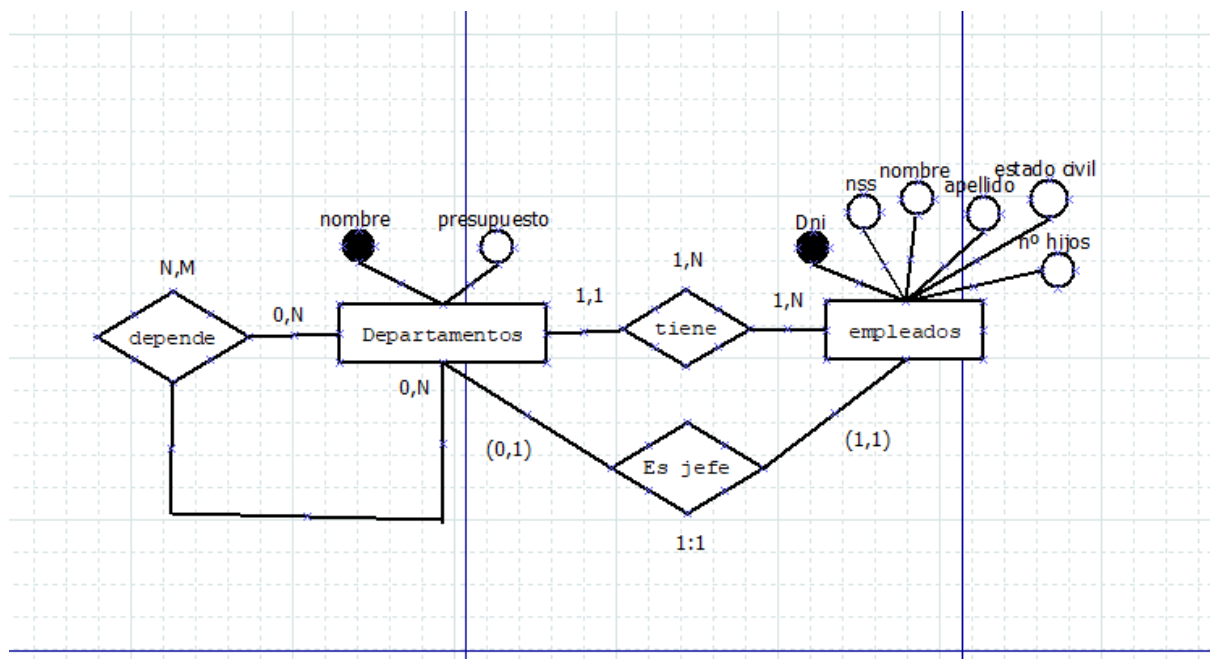 estado civil
nombre
nss
apellido
nombre
presupuesto
Dni
nº hijos
N,M
1,N
0,N
1,1
1,N
depende
Departamentos
tiene
empleados
0,N
(0,1)
(1,1)
Es jefe
1:1